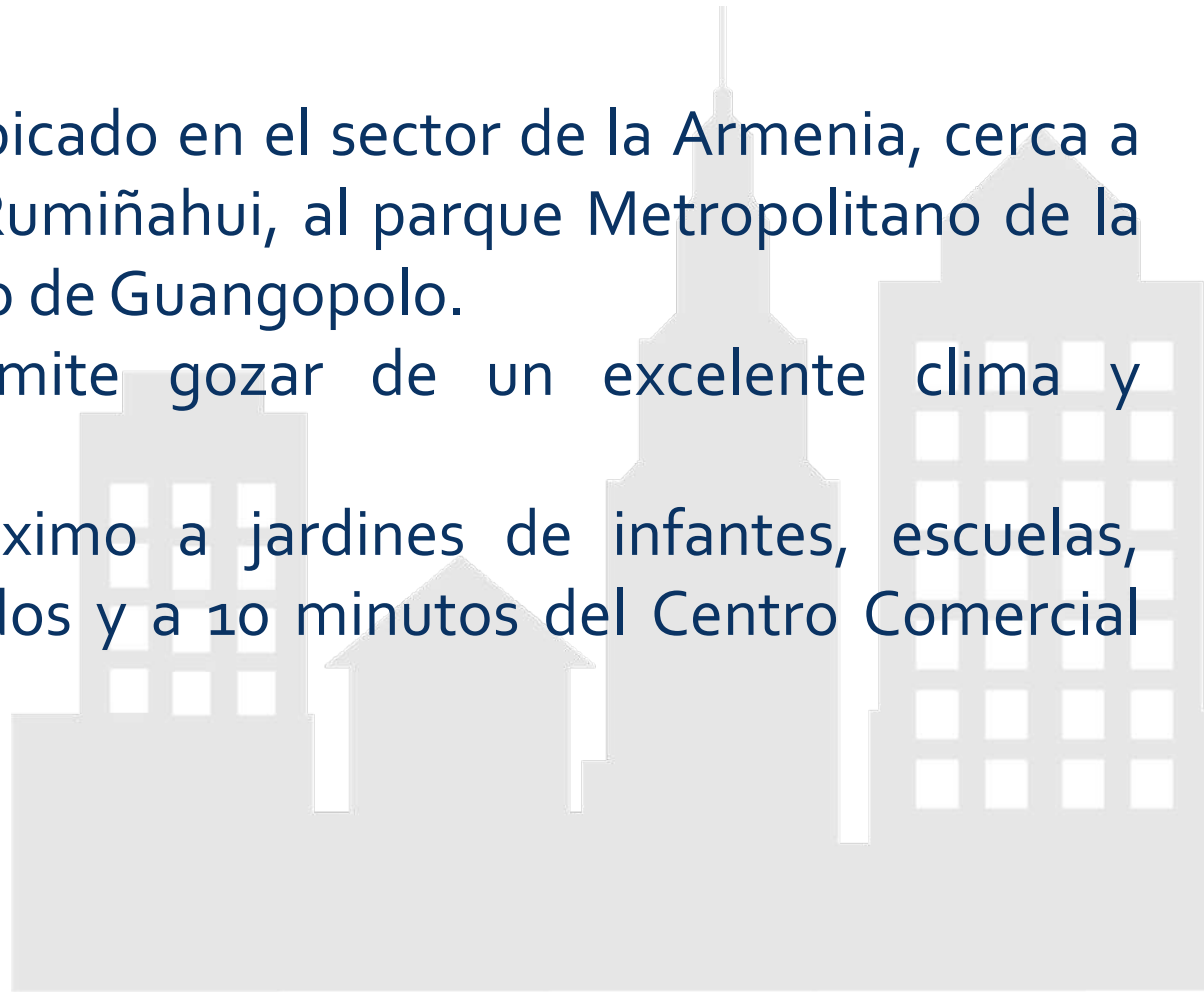 bicado en el sector de la Armenia, cerca a
Rumiñahui, al parque Metropolitano de la
o de Guangopolo.
mite gozar de un excelente clima y
ximo a jardines de infantes, escuelas,
dos y a 10 minutos del Centro Comercial